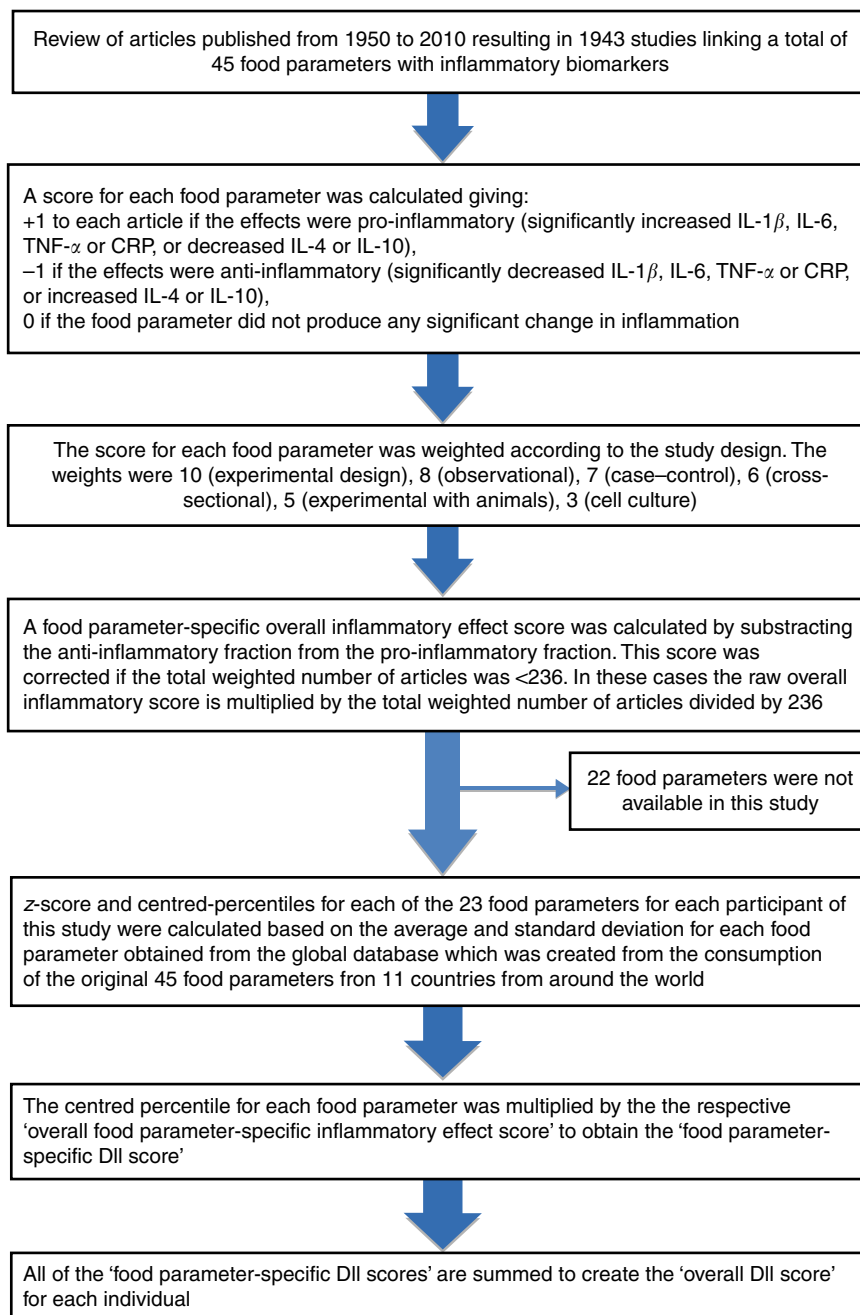 Review of articles published from 1950 to 2010 resulting in 1943 studies linking a total of
45 food parameters with inflammatory biomarkers
A score for each food parameter was calculated giving:
+1 to each article if the effects were pro-inflammatory (significantly increased IL-1β, IL-6,
TNF-α or CRP, or decreased IL-4 or IL-10),
–1 if the effects were anti-inflammatory (significantly decreased IL-1β, IL-6, TNF-α or CRP,
or increased IL-4 or IL-10),
0 if the food parameter did not produce any significant change in inflammation
The score for each food parameter was weighted according to the study design. The
weights were 10 (experimental design), 8 (observational), 7 (case–control), 6 (cross-
sectional), 5 (experimental with animals), 3 (cell culture)
A food parameter-specific overall inflammatory effect score was calculated by substracting
the anti-inflammatory fraction from the pro-inflammatory fraction. This score was
corrected if the total weighted number of articles was <236. In these cases the raw overall
inflammatory score is multiplied by the total weighted number of articles divided by 236
22 food parameters were not
available in this study
z-score and centred-percentiles for each of the 23 food parameters for each participant of
this study were calculated based on the average and standard deviation for each food
parameter obtained from the global database which was created from the consumption
of the original 45 food parameters fron 11 countries from around the world
The centred percentile for each food parameter was multiplied by the the respective
‘overall food parameter-specific inflammatory effect score’ to obtain the ‘food parameter-
specific DII score’
All of the ‘food parameter-specific DII scores’ are summed to create the ‘overall DII score’
for each individual